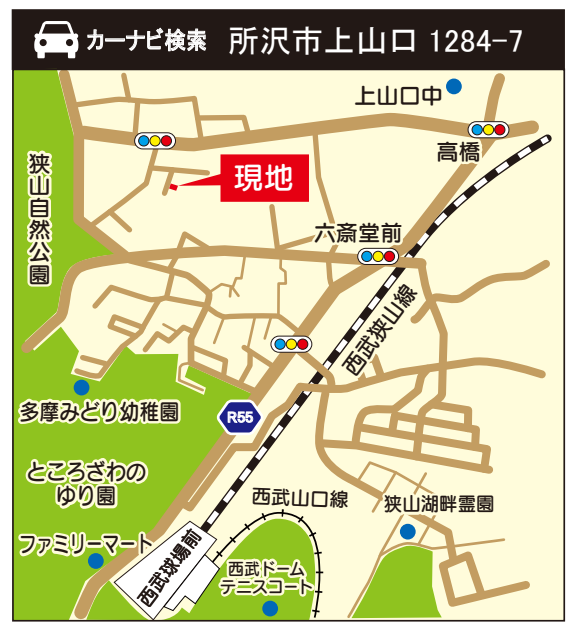 カーナビ検索 所沢市上山口 1284-7
上山口中
高橋
狭山自然公園
現地
六斎堂前
西武狭山線
多摩みどり幼稚園
R55
ところざわの
ゆり園
西武山口線
狭山湖畔霊園
ファミリーマート
西武球場前
西武ドーム
テニスコート